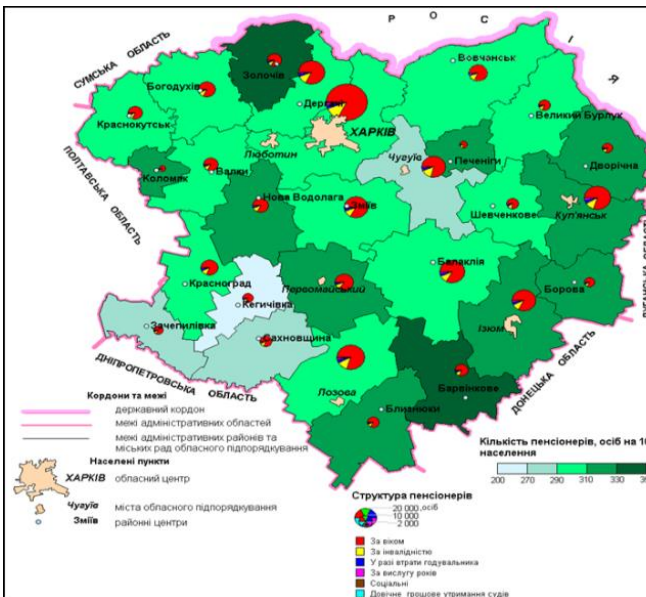 РОСІЯ
СУМСЬКА ОБЛАСТЬ
ПОЛТАВСЬКА ОБЛАСТЬ
ДНІПРОПЕТРОВСЬКА ОБЛАСТЬ
ДОНЕЦЬКА ОБЛАСТЬ
ЛУГАНСЬКА ОБЛАСТЬ
Золочів
Вовчанськ
Богодухів
Дергачі
Краснокутськ
ХАРКІВ
Великий Бурлук
Люботин
Чугуїв
Печеніги
Дворічна
Коломак
Валки
Нова Водолага
Зміїв
Шевченкове
Куп'янськ
Балаклія
Красноград
Первомайський
Борова
Кегичівка
Зачепилівка
Сахновщина
Ізюм
Барвінкове
Лозова
Близнюки
Кордони та межі
державний кордон
межі адміністративних областей
межі адміністративних районів та
міських рад обласного підпорядкування
Населені пункти
ХАРКІВ обласний центр
Чугуїв міста обласного підпорядкування
Зміїв районні центри
Кількість пенсіонерів, осіб на 10
населення
200 270 290 310 330
Структура пенсіонерів
20 000 ,осіб
10 000
2 000
За віком
За інвалідністю
У разі втрати годувальника
За вислугу років
Соціальні
Довічне грошове утримання судів